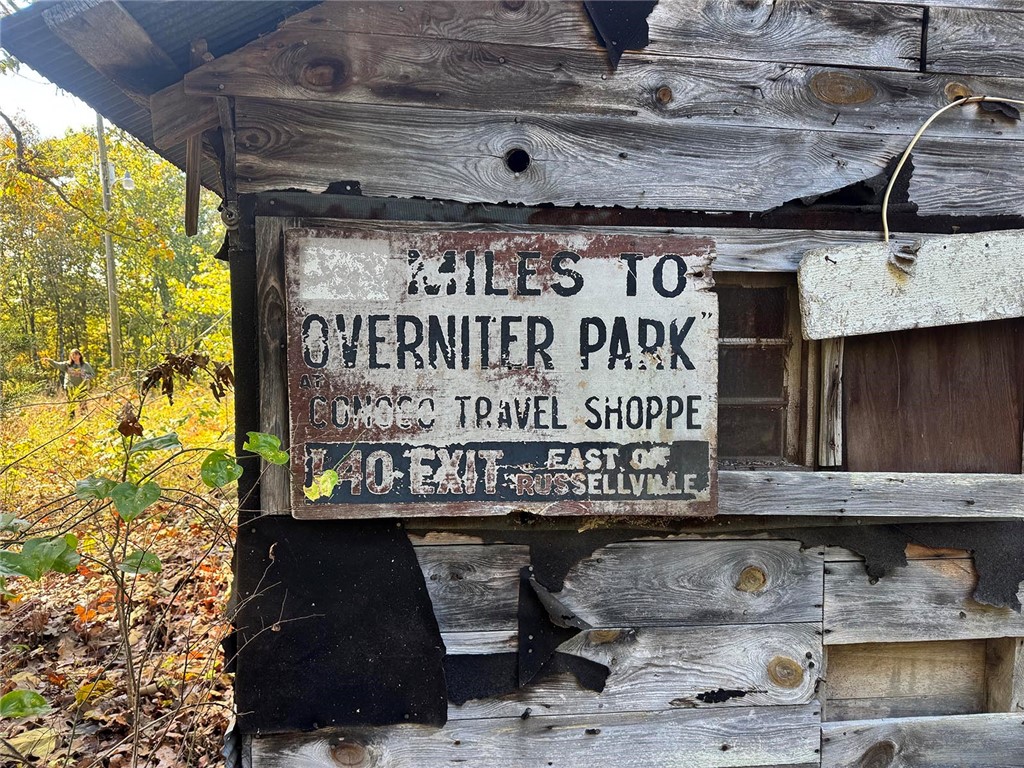 MILES TO
"OVERNITER PARK"
AT
CONOCO TRAVEL SHOPPE
I-40 EXIT EAST OF
RUSSELLVILLE